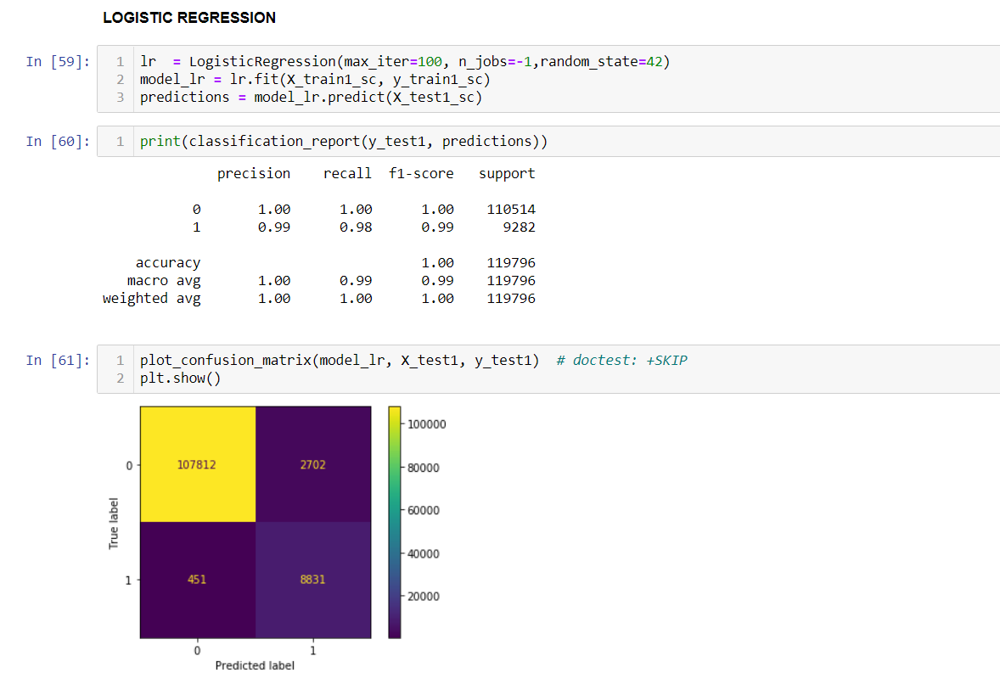 LOGISTIC REGRESSION
In [59]:
1 lr  = LogisticRegression(max_iter=100, n_jobs=-1,random_state=42)
2 model_lr = lr.fit(X_train1_sc, y_train1_sc)
3 predictions = model_lr.predict(X_test1_sc)
In [60]:
1 print(classification_report(y_test1, predictions))
precision recall f1-score support
0 1.00 1.00 1.00 110514
1 0.99 0.98 0.99 9282
accuracy 1.00 119796
macro avg 1.00 0.99 0.99 119796
weighted avg 1.00 1.00 1.00 119796
In [61]:
1 plot_confusion_matrix(model_lr, X_test1, y_test1)  # doctest: +SKIP
2 plt.show()
True label
0
107812 2702
1
451 8831
0 1
Predicted label
100000
80000
60000
40000
20000